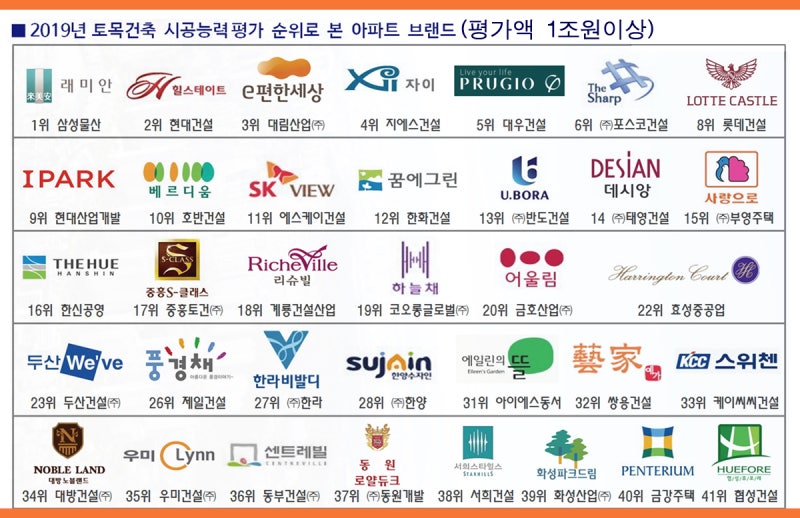 ■ 2019년 토목건축 시공능력평가 순위로 본 아파트 브랜드(평가액 1조원이상)
來美安 래미안
힐스테이트
e편한세상
Xi 자이
Live your life
PRUGIO
The
Sharp
LOTTE CASTLE
1위 삼성물산
2위 현대건설
3위 대림산업㈜
4위 지에스건설
5위 대우건설
6위 ㈜포스코건설
8위 롯데건설
IPARK
베르디움
SK VIEW
꿈에그린
U.BORA
DESIAN
데시앙
사랑으로
9위 현대산업개발
10위 호반건설
11위 에스케이건설
12위 한화건설
13위 ㈜반도건설
14 ㈜태영건설
15위 ㈜부영주택
THE HUE
HANSHIN
S-CLASS
중흥S-클래스
Richeville
리슈빌
하늘채
어울림
Harrington Court
16위 한신공영
17위 중흥토건㈜
18위 계룡건설산업
19위 코오롱글로벌㈜
20위 금호산업㈜
22위 효성중공업
두산 We've
풍경채
아름다운 풍경이야기~
한라비발디
sujain
한양수자인
에일린의 뜰
Eileen's Garden
藝家 예가
KCC 스위첸
23위 두산건설㈜
26위 제일건설
27위 ㈜한라
28위 ㈜한양
31위 아이에스동서
32위 쌍용건설
33위 케이씨씨건설
N
NOBLE LAND
대방노블랜드
우미 Lynn
센트레빌
CENTREVILLE
동원
로얄듀크
서희스타힐스
STARHILLS
화성파크드림
PENTERIUM
HUEFORE
협성휴포레
34위 대방건설㈜
35위 우미건설㈜
36위 동부건설㈜
37위 ㈜동원개발
38위 서희건설
39위 화성산업㈜
40위 금강주택
41위 협성건설